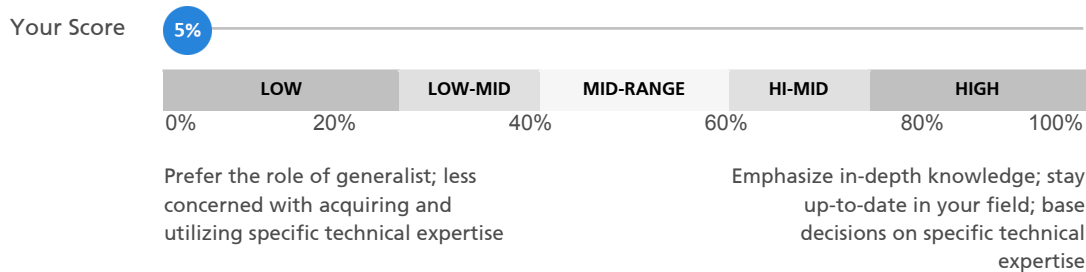 Your Score 5%
LOW LOW-MID MID-RANGE HI-MID HIGH
0% 20% 40% 60% 80% 100%
Prefer the role of generalist; less
concerned with acquiring and
utilizing specific technical expertise
Emphasize in-depth knowledge; stay
up-to-date in your field; base
decisions on specific technical
expertise